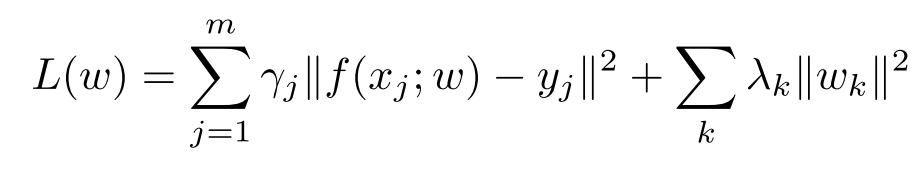 L(w) = \sum_{j=1}^{m} \gamma_j \| f(x_j; w) - y_j \|^2 + \sum_{k} \lambda_k \| w_k \|^2